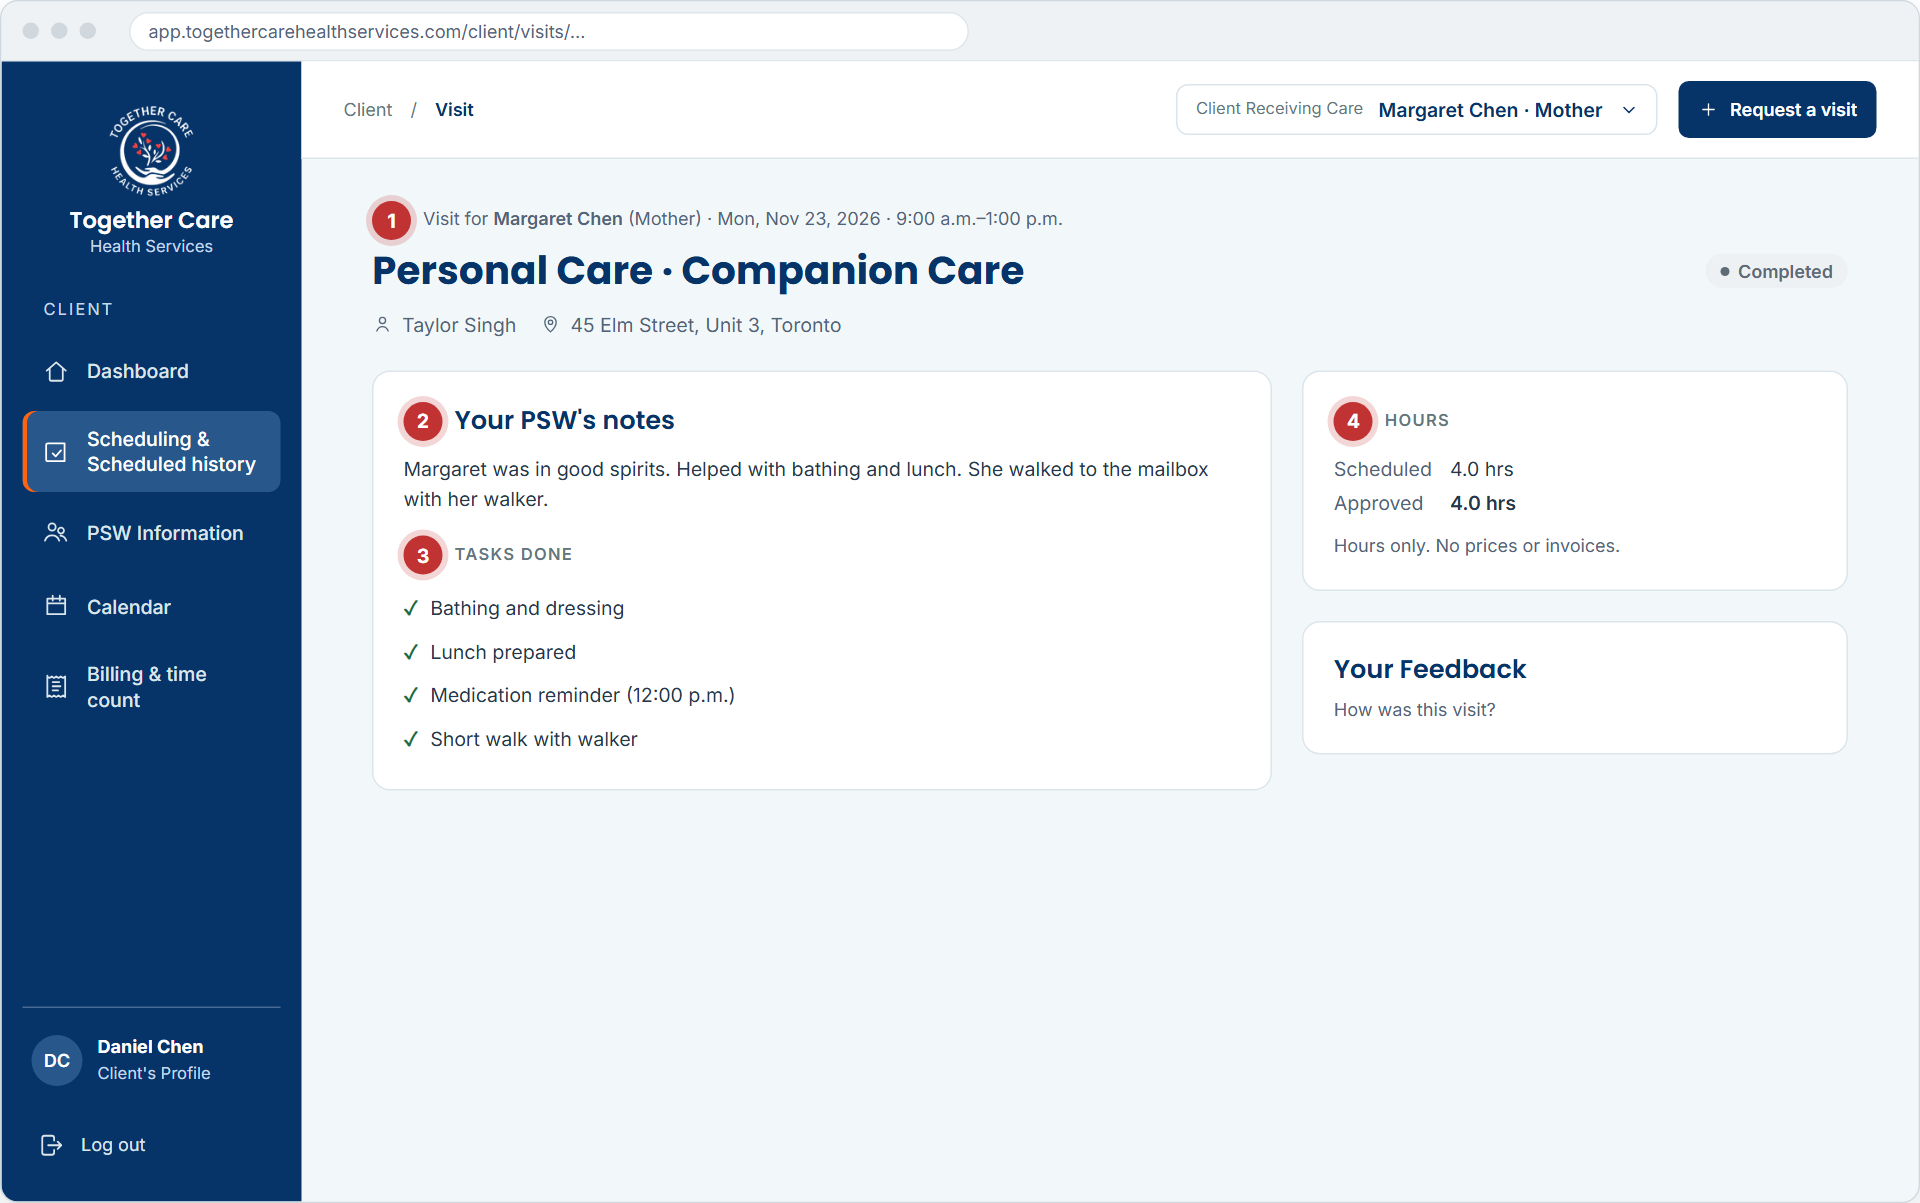 app.togethercarehealthservices.com/client/visits/...
TOGETHER CARE
HEALTH SERVICES
Together Care
Health Services
CLIENT
Dashboard
Scheduling &
Scheduled history
PSW Information
Calendar
Billing & time
count
DC
Daniel Chen
Client's Profile
Log out
Client / Visit
Client Receiving Care Margaret Chen · Mother
+ Request a visit
1 Visit for Margaret Chen (Mother) · Mon, Nov 23, 2026 · 9:00 a.m.–1:00 p.m.
Personal Care · Companion Care
Completed
Taylor Singh 45 Elm Street, Unit 3, Toronto
2 Your PSW's notes
Margaret was in good spirits. Helped with bathing and lunch. She walked to the mailbox
with her walker.
3 TASKS DONE
✓ Bathing and dressing
✓ Lunch prepared
✓ Medication reminder (12:00 p.m.)
✓ Short walk with walker
4 HOURS
Scheduled 4.0 hrs
Approved 4.0 hrs
Hours only. No prices or invoices.
Your Feedback
How was this visit?